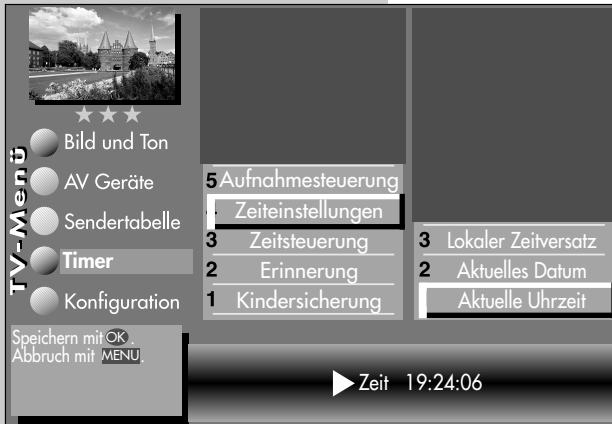 TV-Menü
Bild und Ton
AV Geräte
Sendertabelle
Timer
Konfiguration
5 Aufnahmesteuerung
Zeiteinstellungen
3 Zeitsteuerung
2 Erinnerung
1 Kindersicherung
3 Lokaler Zeitversatz
2 Aktuelles Datum
Aktuelle Uhrzeit
Speichern mit OK .
Abbruch mit MENU.
Zeit 19:24:06